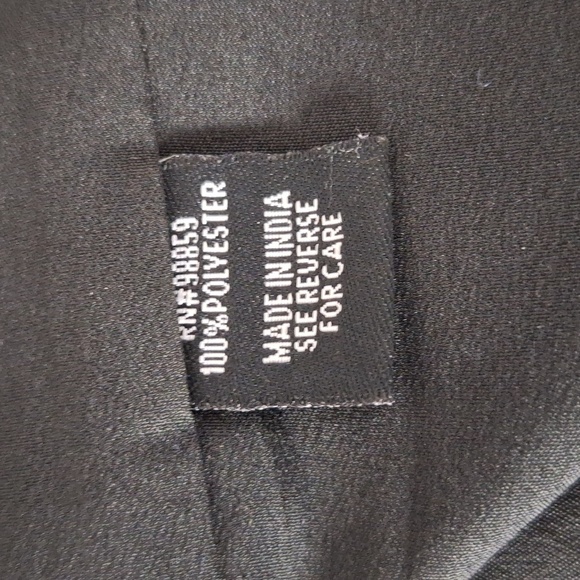 RN#98859
100%POLYESTER
MADE IN INDIA
SEE REVERSE
FOR CARE